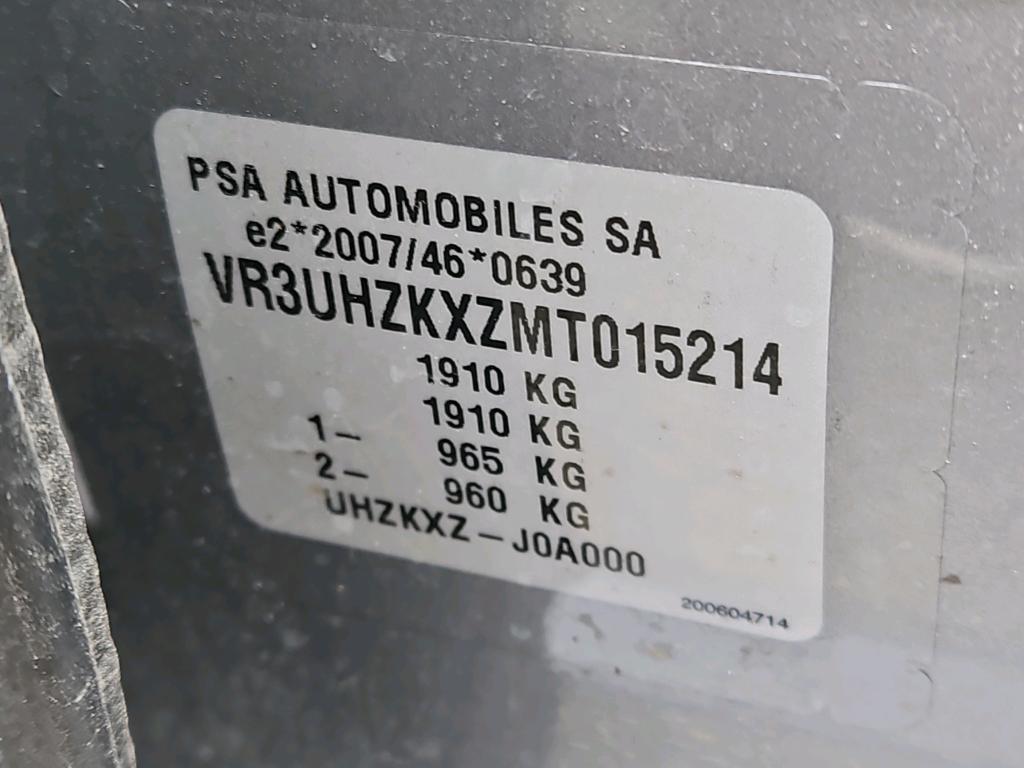 PSA AUTOMOBILES SA
e2*2007/46*0639
VR3UHZKXZMT015214
1910 KG
1910 KG
1– 965 KG
2– 960 KG
UHZKXZ–J0A000
200604714